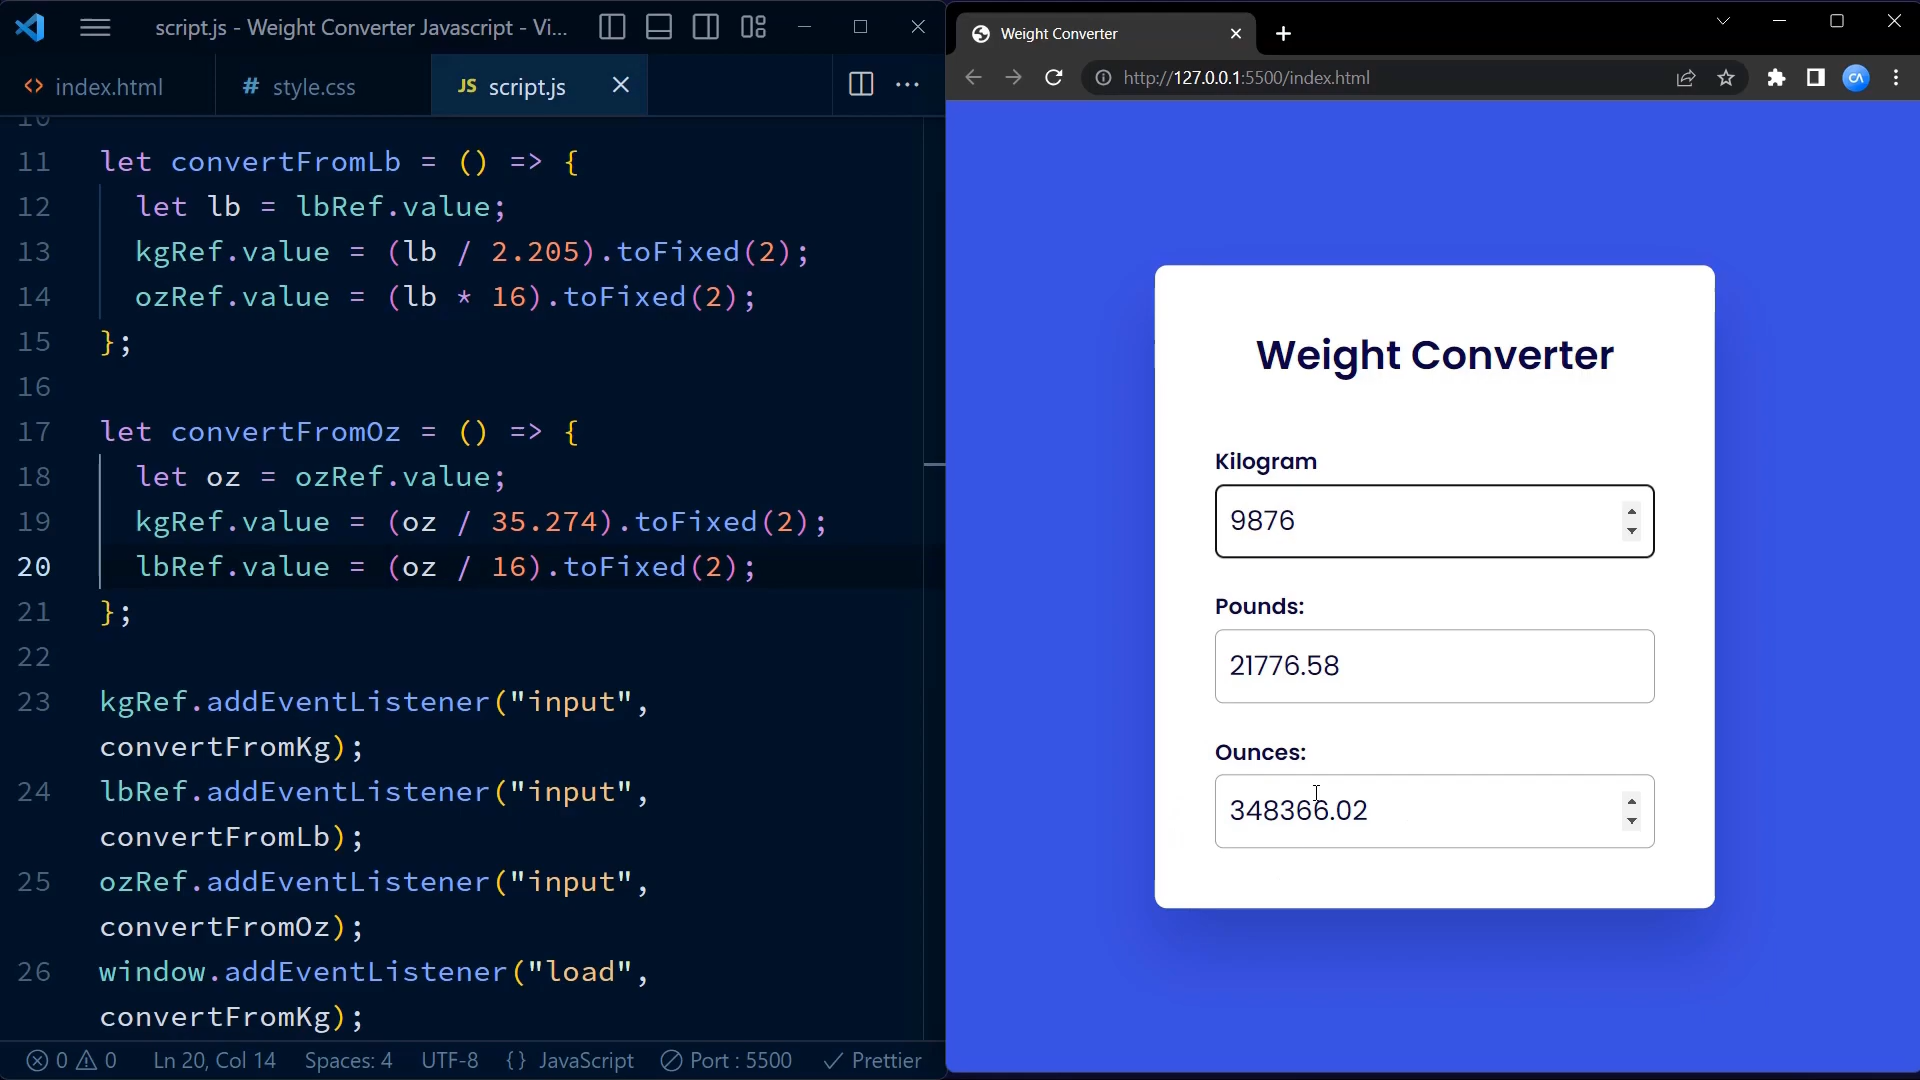 script.js - Weight Converter Javascript - Vi...
index.html
# style.css
JS script.js
10
11 let convertFromLb = () => {
12 let lb = lbRef.value;
13 kgRef.value = (lb / 2.205).toFixed(2);
14 ozRef.value = (lb * 16).toFixed(2);
15 };
16
17 let convertFromOz = () => {
18 let oz = ozRef.value;
19 kgRef.value = (oz / 35.274).toFixed(2);
20 lbRef.value = (oz / 16).toFixed(2);
21 };
22
23 kgRef.addEventListener("input",
convertFromKg);
24 lbRef.addEventListener("input",
convertFromLb);
25 ozRef.addEventListener("input",
convertFromOz);
26 window.addEventListener("load",
convertFromKg);
0 0 Ln 20, Col 14 Spaces: 4 UTF-8 {} JavaScript Port : 5500 Prettier
Weight Converter
http://127.0.0.1:5500/index.html
CA
Weight Converter
Kilogram
9876
Pounds:
21776.58
Ounces:
348366.02